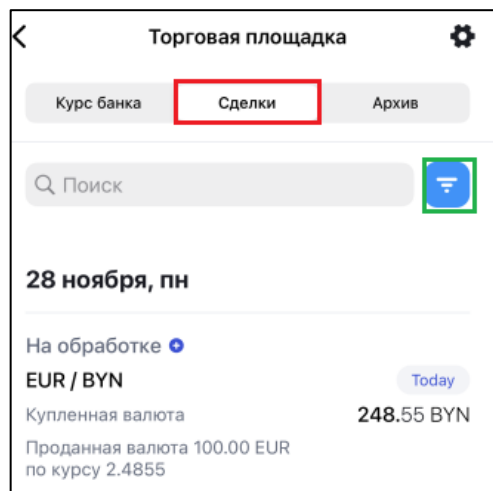 Торговая площадка
Курс банка Сделки Архив
Поиск
28 ноября, пн
На обработке
EUR / BYN Today
Купленная валюта 248.55 BYN
Проданная валюта 100.00 EUR
по курсу 2.4855